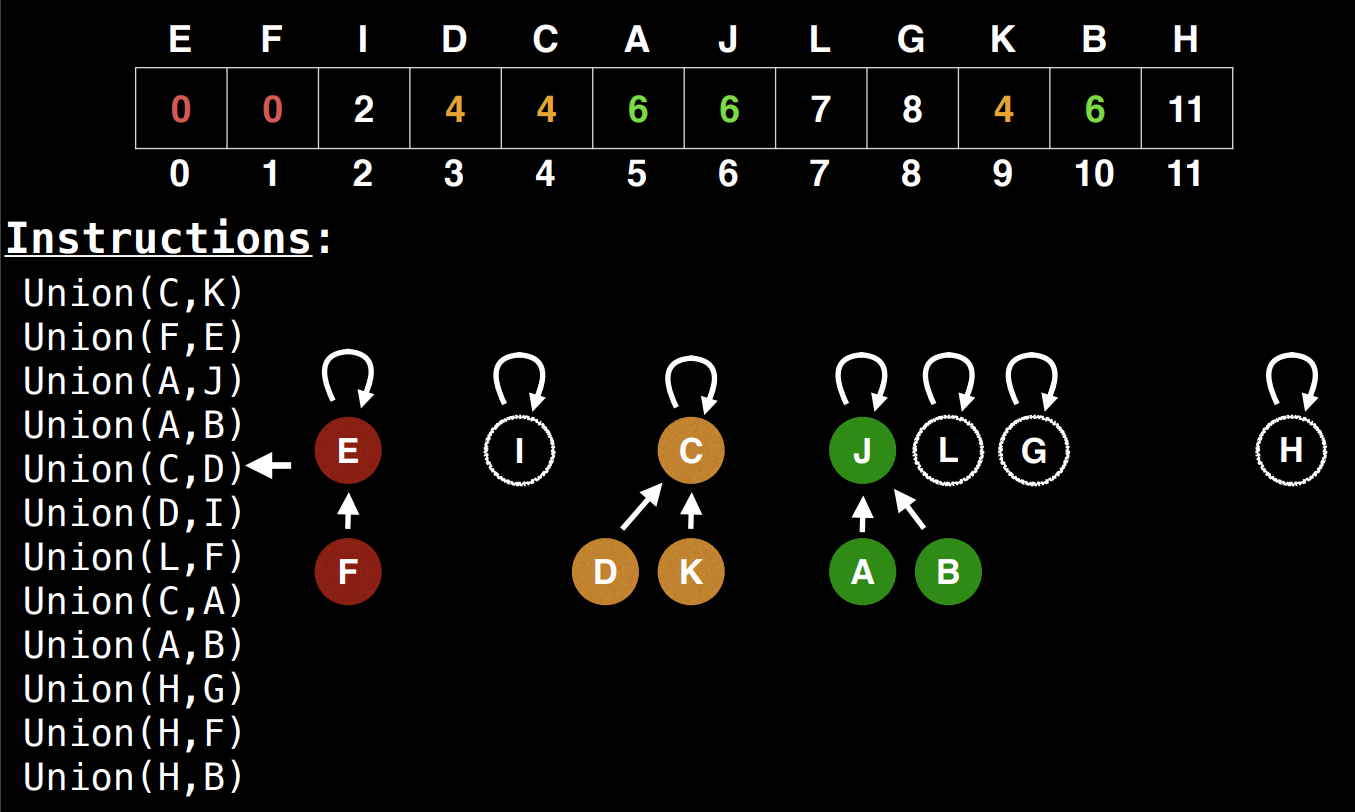 E F I D C A J L G K B H
0 0 2 4 4 6 6 7 8 4 6 11
0 1 2 3 4 5 6 7 8 9 10 11
Instructions:
Union(C,K)
Union(F,E)
Union(A,J)
Union(A,B)
Union(C,D)
Union(D,I)
Union(L,F)
Union(C,A)
Union(A,B)
Union(H,G)
Union(H,F)
Union(H,B)
E I C J L G H
F D K A B